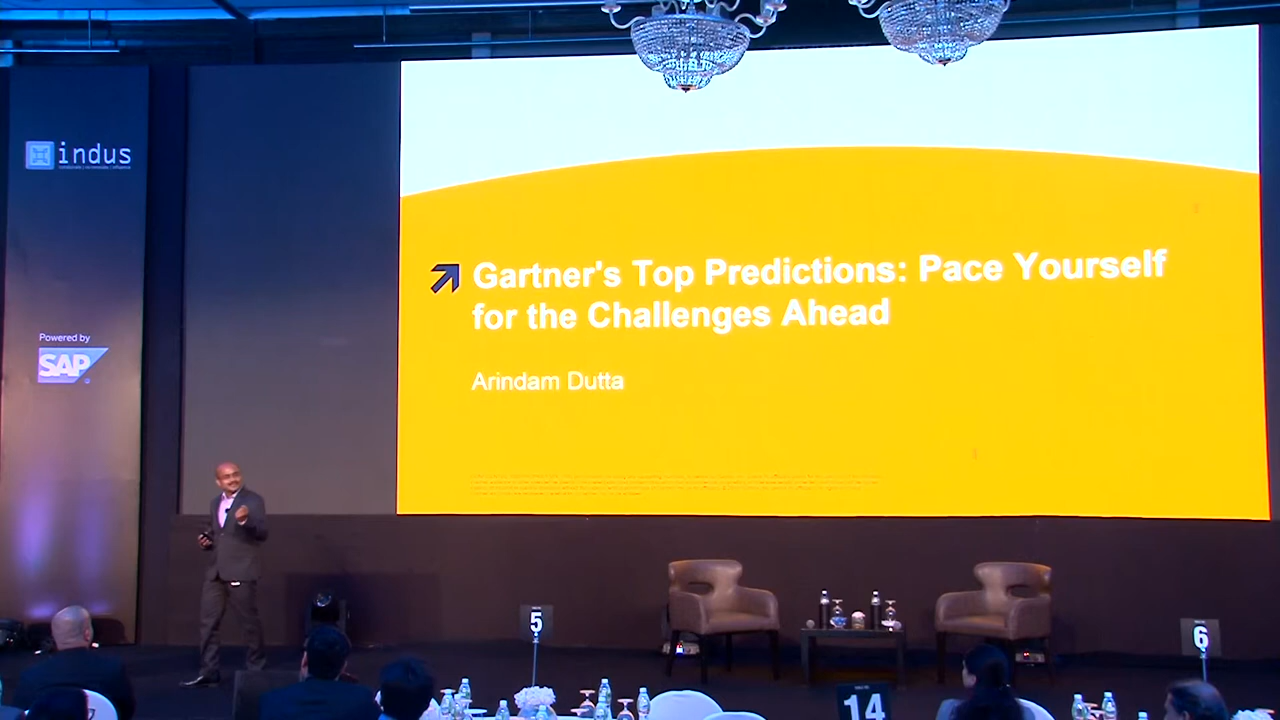 indus
Powered by
SAP
Gartner's Top Predictions: Pace Yourself
for the Challenges Ahead
Arindam Dutta
5
6
14